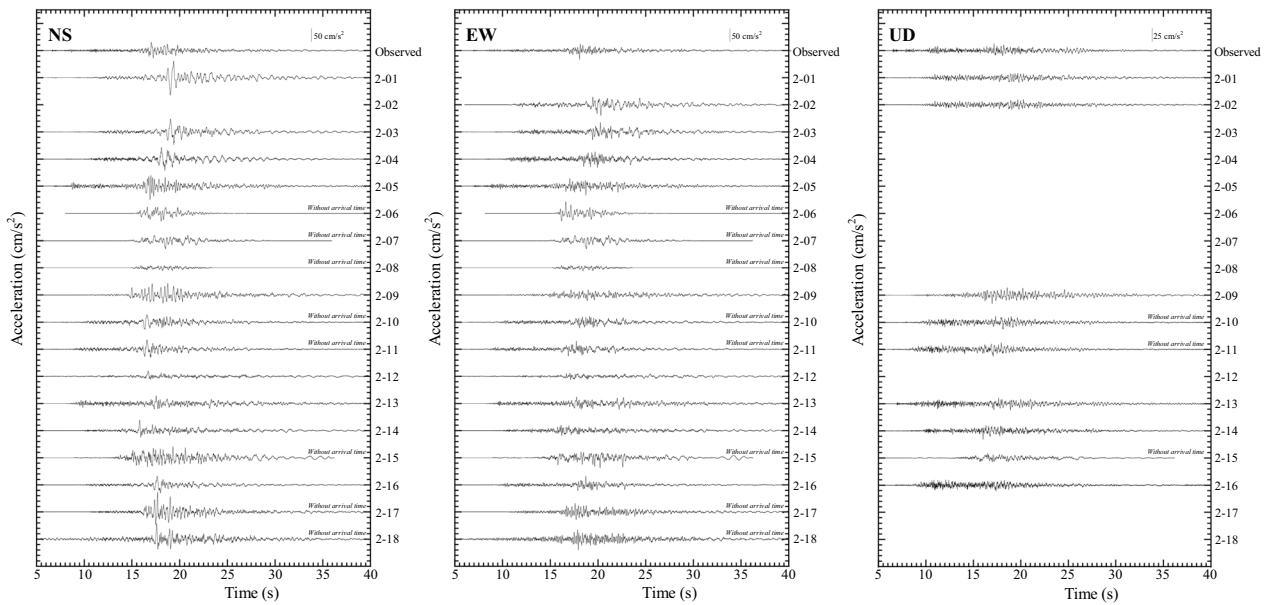 NS
50 cm/s²
Observed
2-01
2-02
2-03
2-04
2-05
Without arrival time
2-06
Without arrival time
2-07
Without arrival time
2-08
2-09
Without arrival time
2-10
Without arrival time
2-11
2-12
2-13
2-14
Without arrival time
2-15
2-16
Without arrival time
2-17
Without arrival time
2-18
Acceleration (cm/s²)
5 10 15 20 25 30 35 40
Time (s)
EW
50 cm/s²
Observed
2-01
2-02
2-03
2-04
2-05
Without arrival time
2-06
Without arrival time
2-07
Without arrival time
2-08
2-09
Without arrival time
2-10
Without arrival time
2-11
2-12
2-13
2-14
Without arrival time
2-15
2-16
Without arrival time
2-17
Without arrival time
2-18
Acceleration (cm/s²)
5 10 15 20 25 30 35 40
Time (s)
UD
25 cm/s²
Observed
2-01
2-02
2-03
2-04
2-05
2-06
2-07
2-08
2-09
Without arrival time
2-10
Without arrival time
2-11
2-12
2-13
2-14
Without arrival time
2-15
2-16
2-17
2-18
Acceleration (cm/s²)
5 10 15 20 25 30 35 40
Time (s)